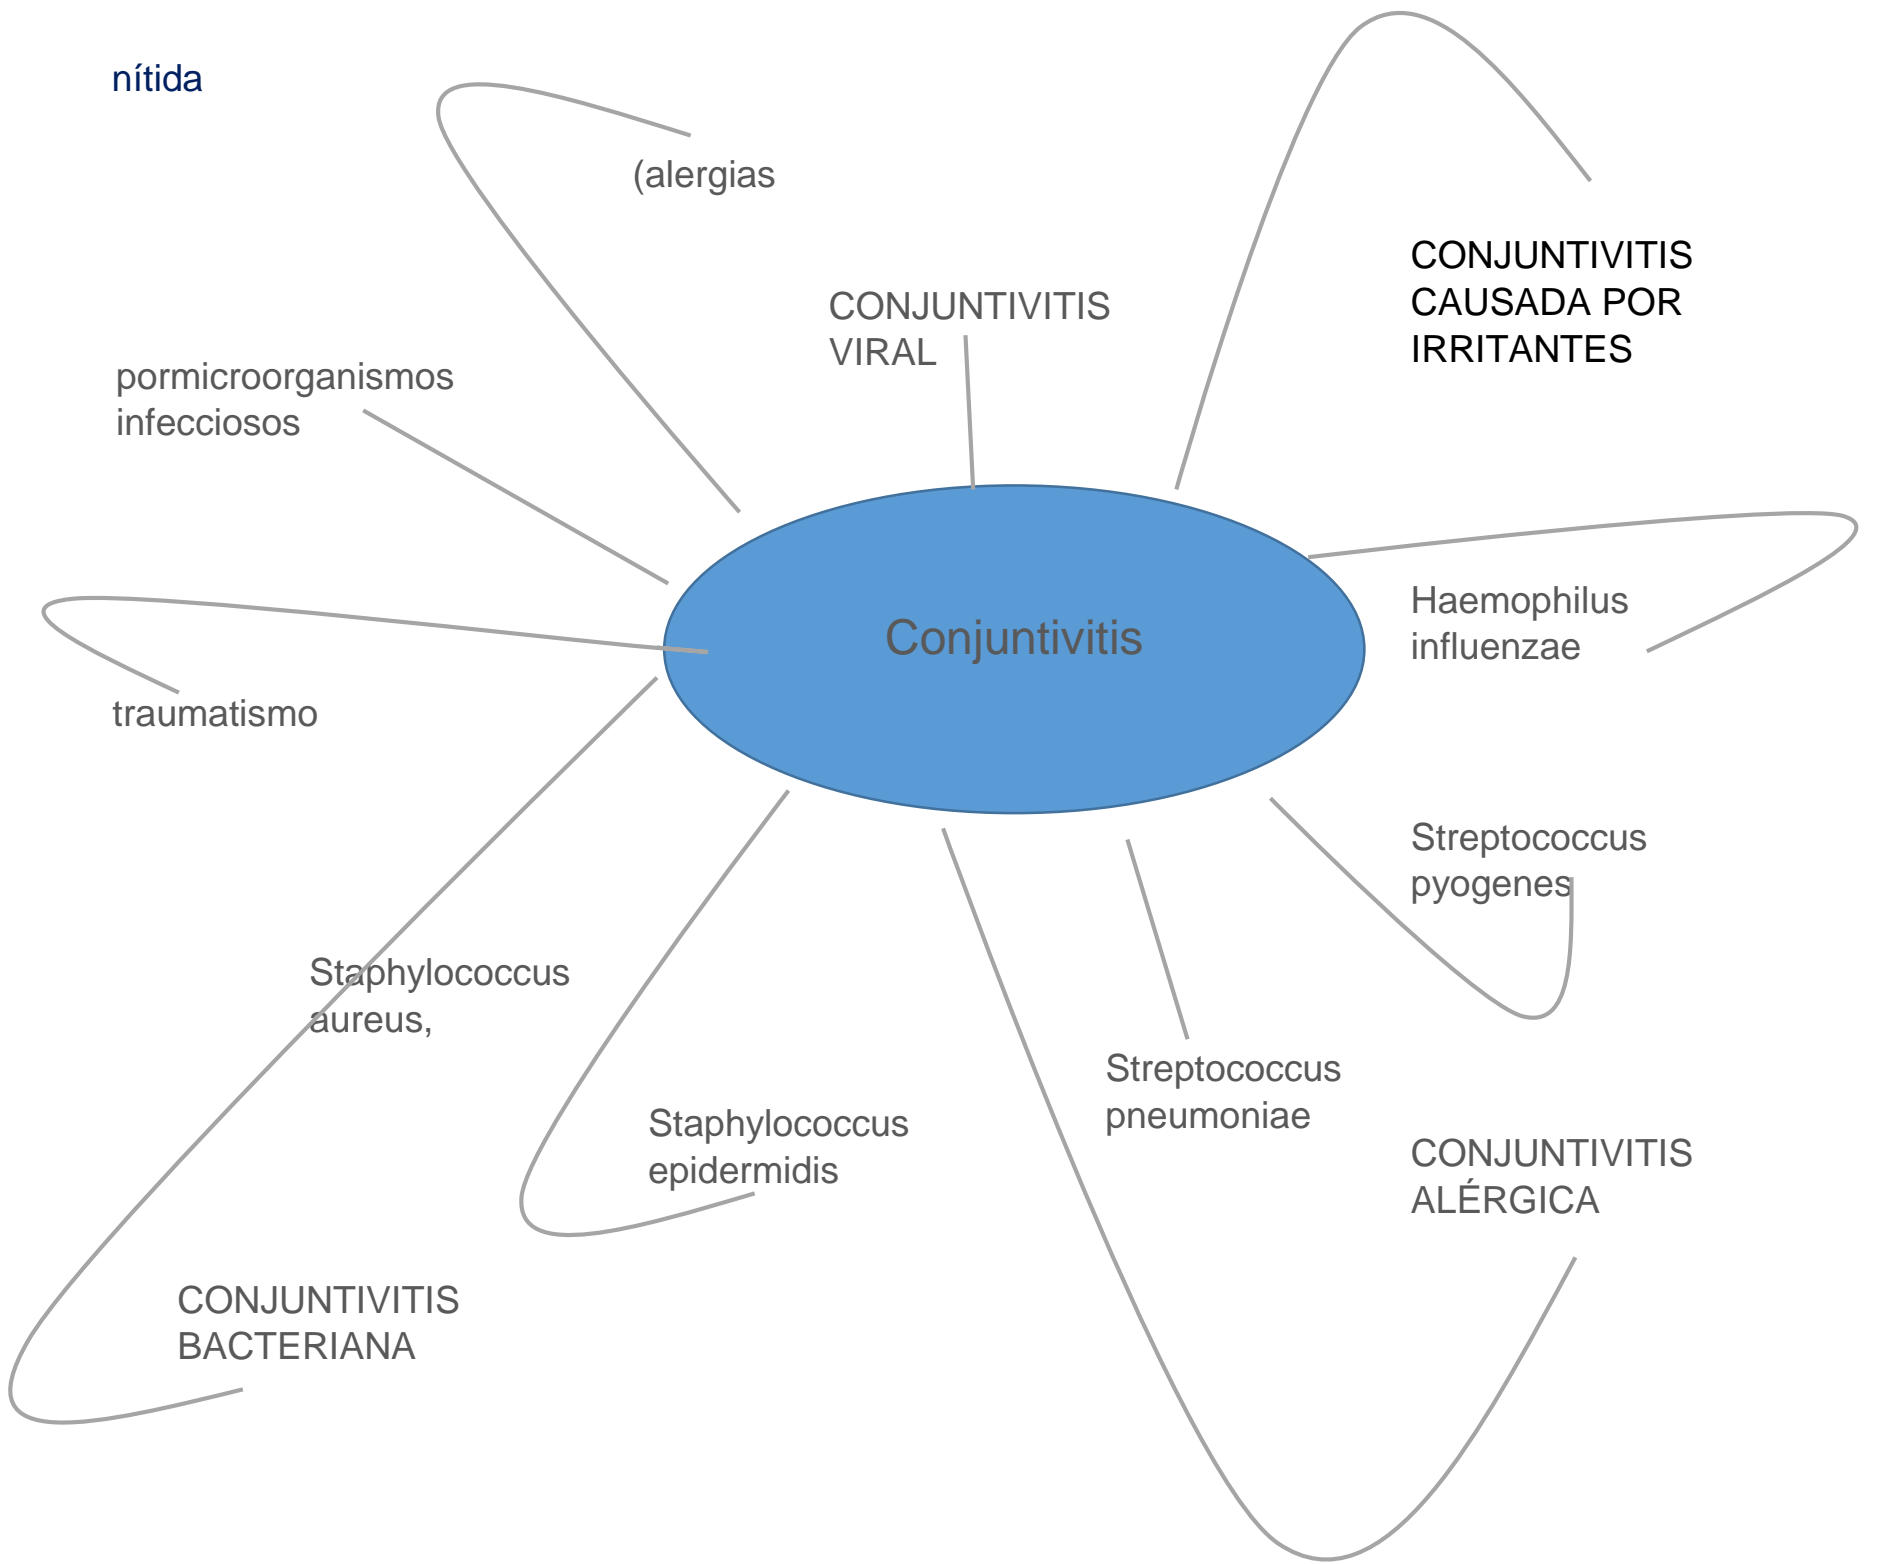 nítida
(alergias
CONJUNTIVITIS
CAUSADA POR
IRRITANTES
CONJUNTIVITIS
VIRAL
pormicroorganismos
infecciosos
Haemophilus
influenzae
Conjuntivitis
traumatismo
Streptococcus
pyogenes
Staphylococcus
aureus,
Streptococcus
pneumoniae
Staphylococcus
epidermidis
CONJUNTIVITIS
ALÉRGICA
CONJUNTIVITIS
BACTERIANA